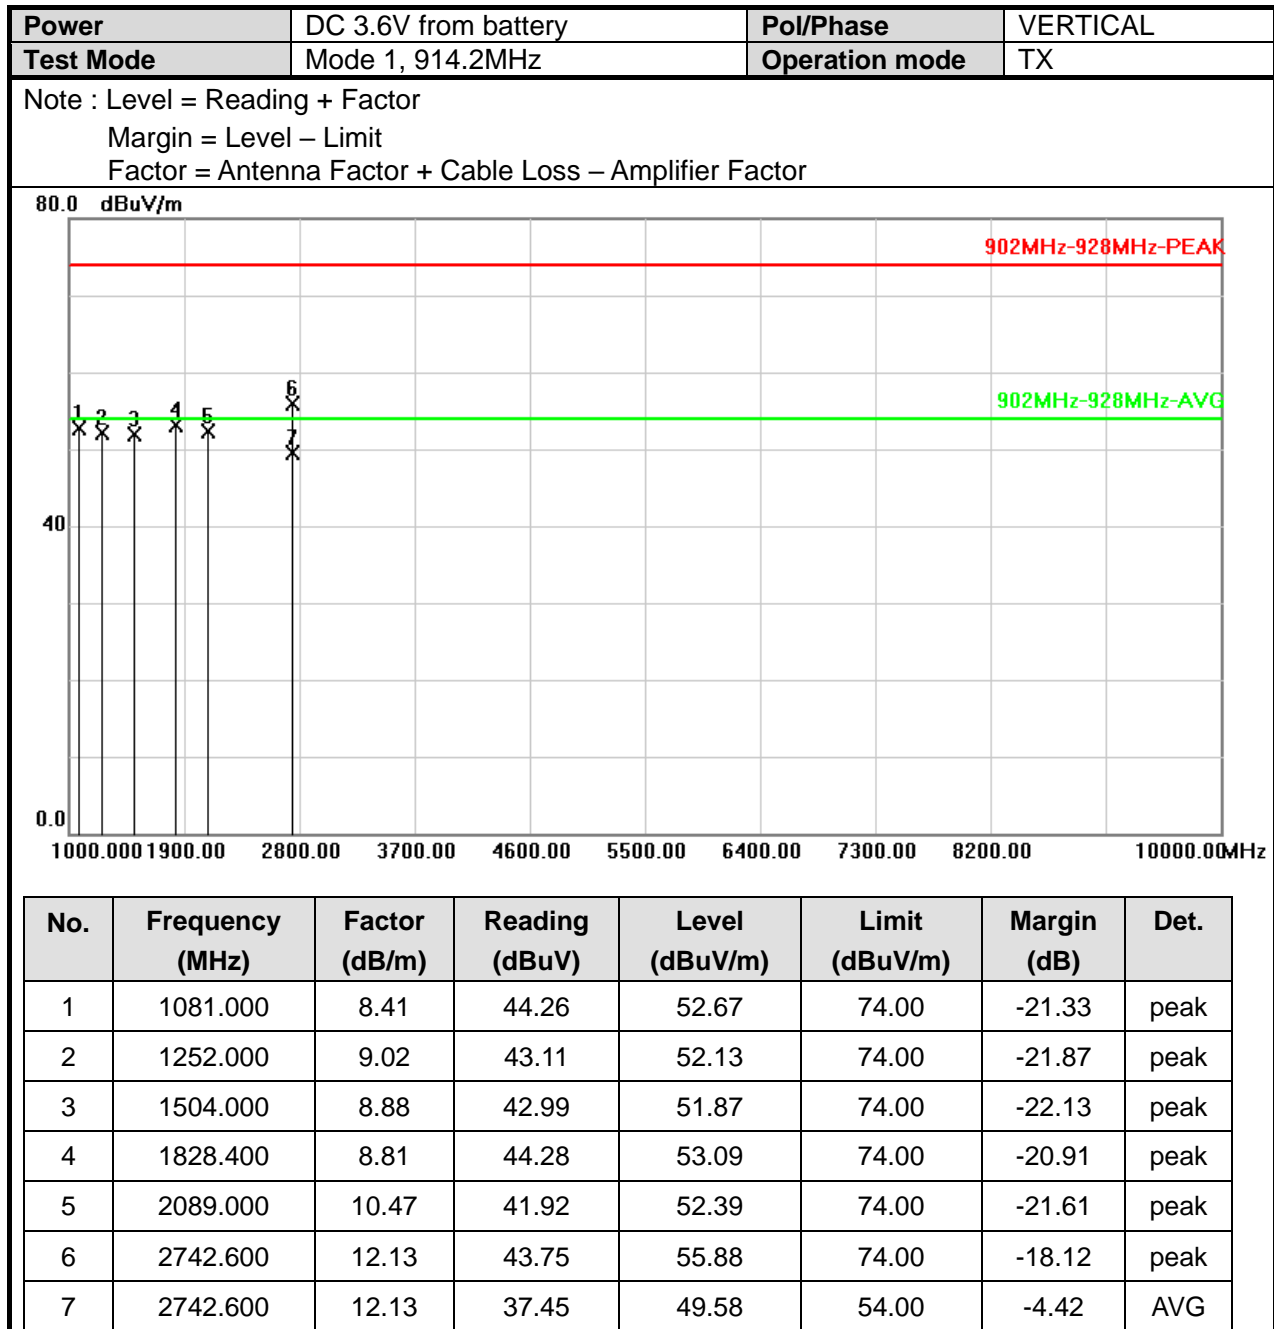 Power DC 3.6V from battery Pol/Phase VERTICAL
Test Mode Mode 1, 914.2MHz Operation mode TX
Note : Level = Reading + Factor
Margin = Level – Limit
Factor = Antenna Factor + Cable Loss – Amplifier Factor
80.0 dBuV/m
902MHz-928MHz-PEAK
902MHz-928MHz-AVG
1 2 3 4 5 6
7
40
0.0
1000.000 1900.00 2800.00 3700.00 4600.00 5500.00 6400.00 7300.00 8200.00 10000.00 MHz
No. Frequency Factor Reading Level Limit Margin Det.
(MHz) (dB/m) (dBuV) (dBuV/m) (dBuV/m) (dB)
1 1081.000 8.41 44.26 52.67 74.00 -21.33 peak
2 1252.000 9.02 43.11 52.13 74.00 -21.87 peak
3 1504.000 8.88 42.99 51.87 74.00 -22.13 peak
4 1828.400 8.81 44.28 53.09 74.00 -20.91 peak
5 2089.000 10.47 41.92 52.39 74.00 -21.61 peak
6 2742.600 12.13 43.75 55.88 74.00 -18.12 peak
7 2742.600 12.13 37.45 49.58 54.00 -4.42 AVG